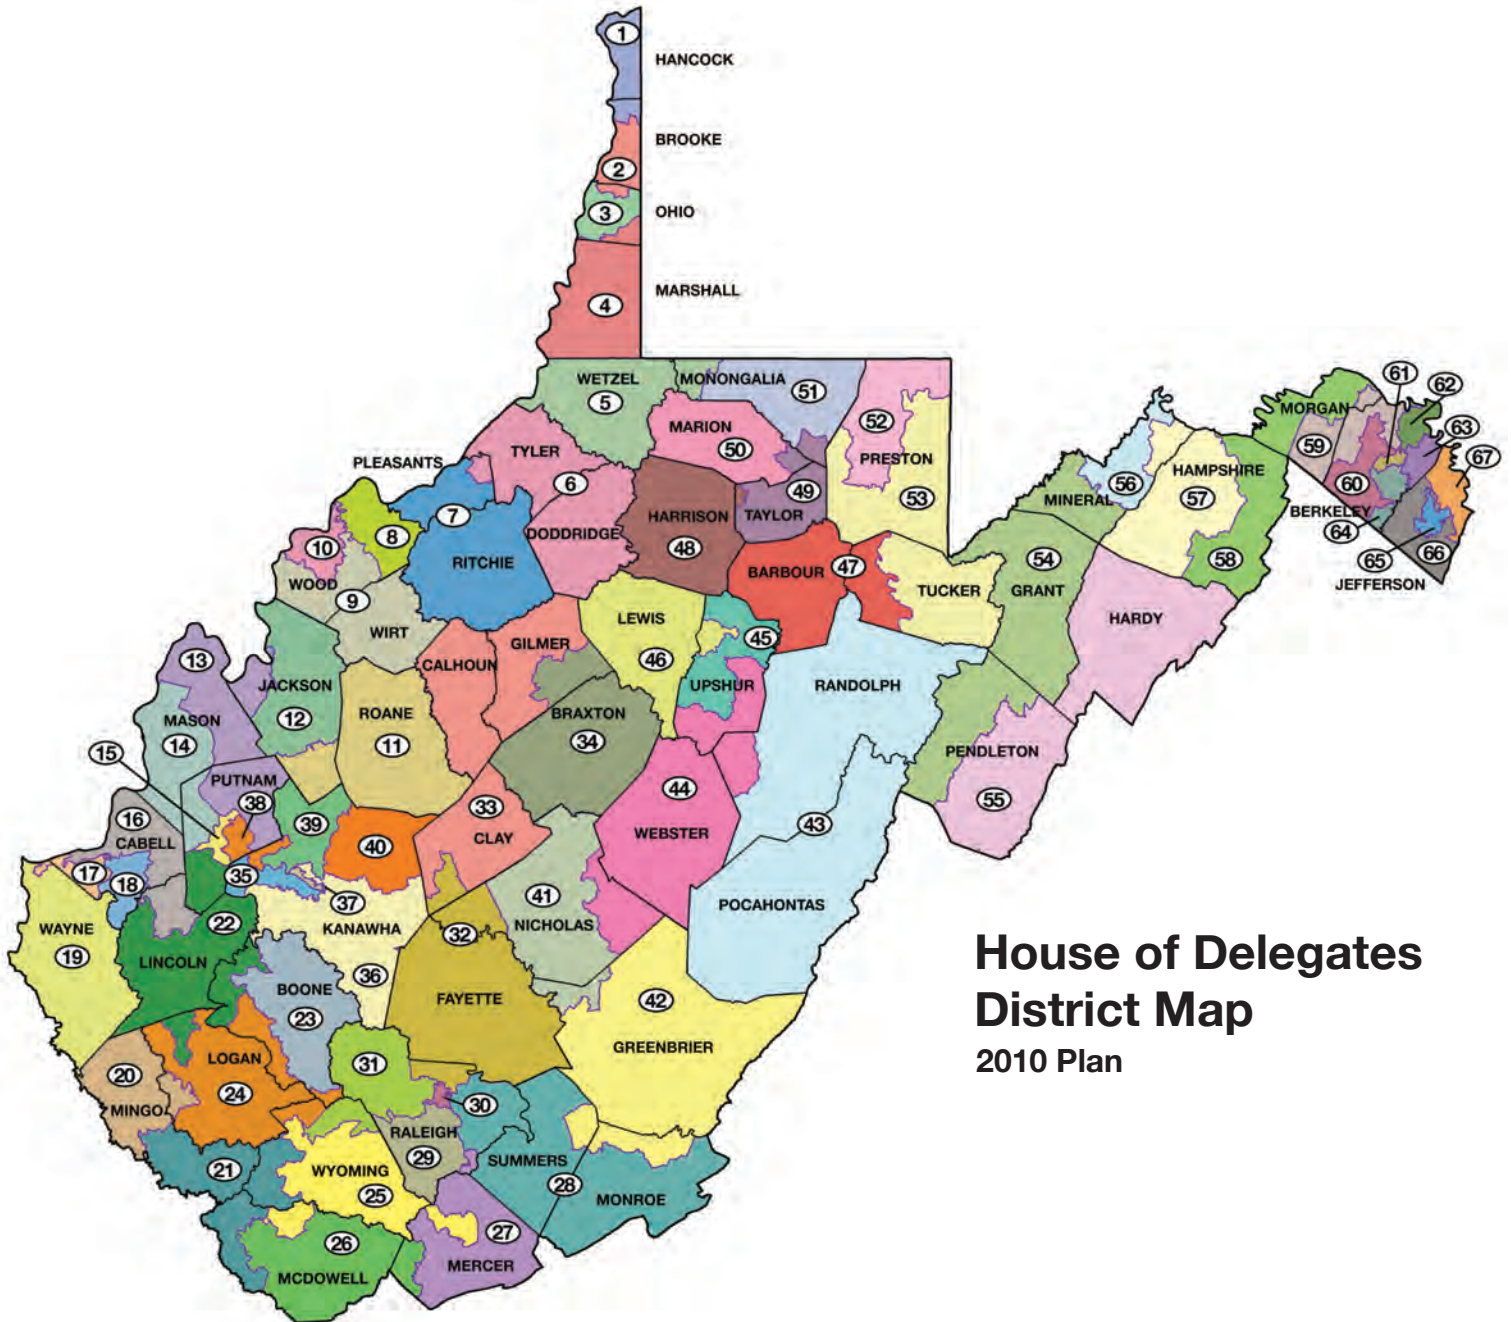 1
HANCOCK
BROOKE
2
3
OHIO
MARSHALL
4
WETZEL
5
MONONGALIA
51
61
62
MORGAN
63
67
59
52
MARION
50
PRESTON
53
TYLER
PLEASANTS
6
7
49
TAYLOR
HARRISON
48
DODDRIDGE
56
MINERAL
HAMPSHIRE
57
60
BERKELEY
64
65
66
JEFFERSON
8
10
RITCHIE
WOOD
9
WIRT
BARBOUR
47
TUCKER
54
GRANT
58
HARDY
LEWIS
46
45
UPSHUR
GILMER
CALHOUN
13
JACKSON
12
ROANE
11
RANDOLPH
MASON
14
15
BRAXTON
34
PENDLETON
55
PUTNAM
38
44
WEBSTER
43
33
CLAY
39
40
16
CABELL
17
18
35
37
KANAWHA
36
41
NICHOLAS
POCAHONTAS
WAYNE
19
22
LINCOLN
32
FAYETTE
House of Delegates
District Map
2010 Plan
BOONE
23
42
GREENBRIER
LOGAN
24
20
MINGO
31
30
RALEIGH
29
21
WYOMING
25
SUMMERS
28
MONROE
26
MCDOWELL
27
MERCER